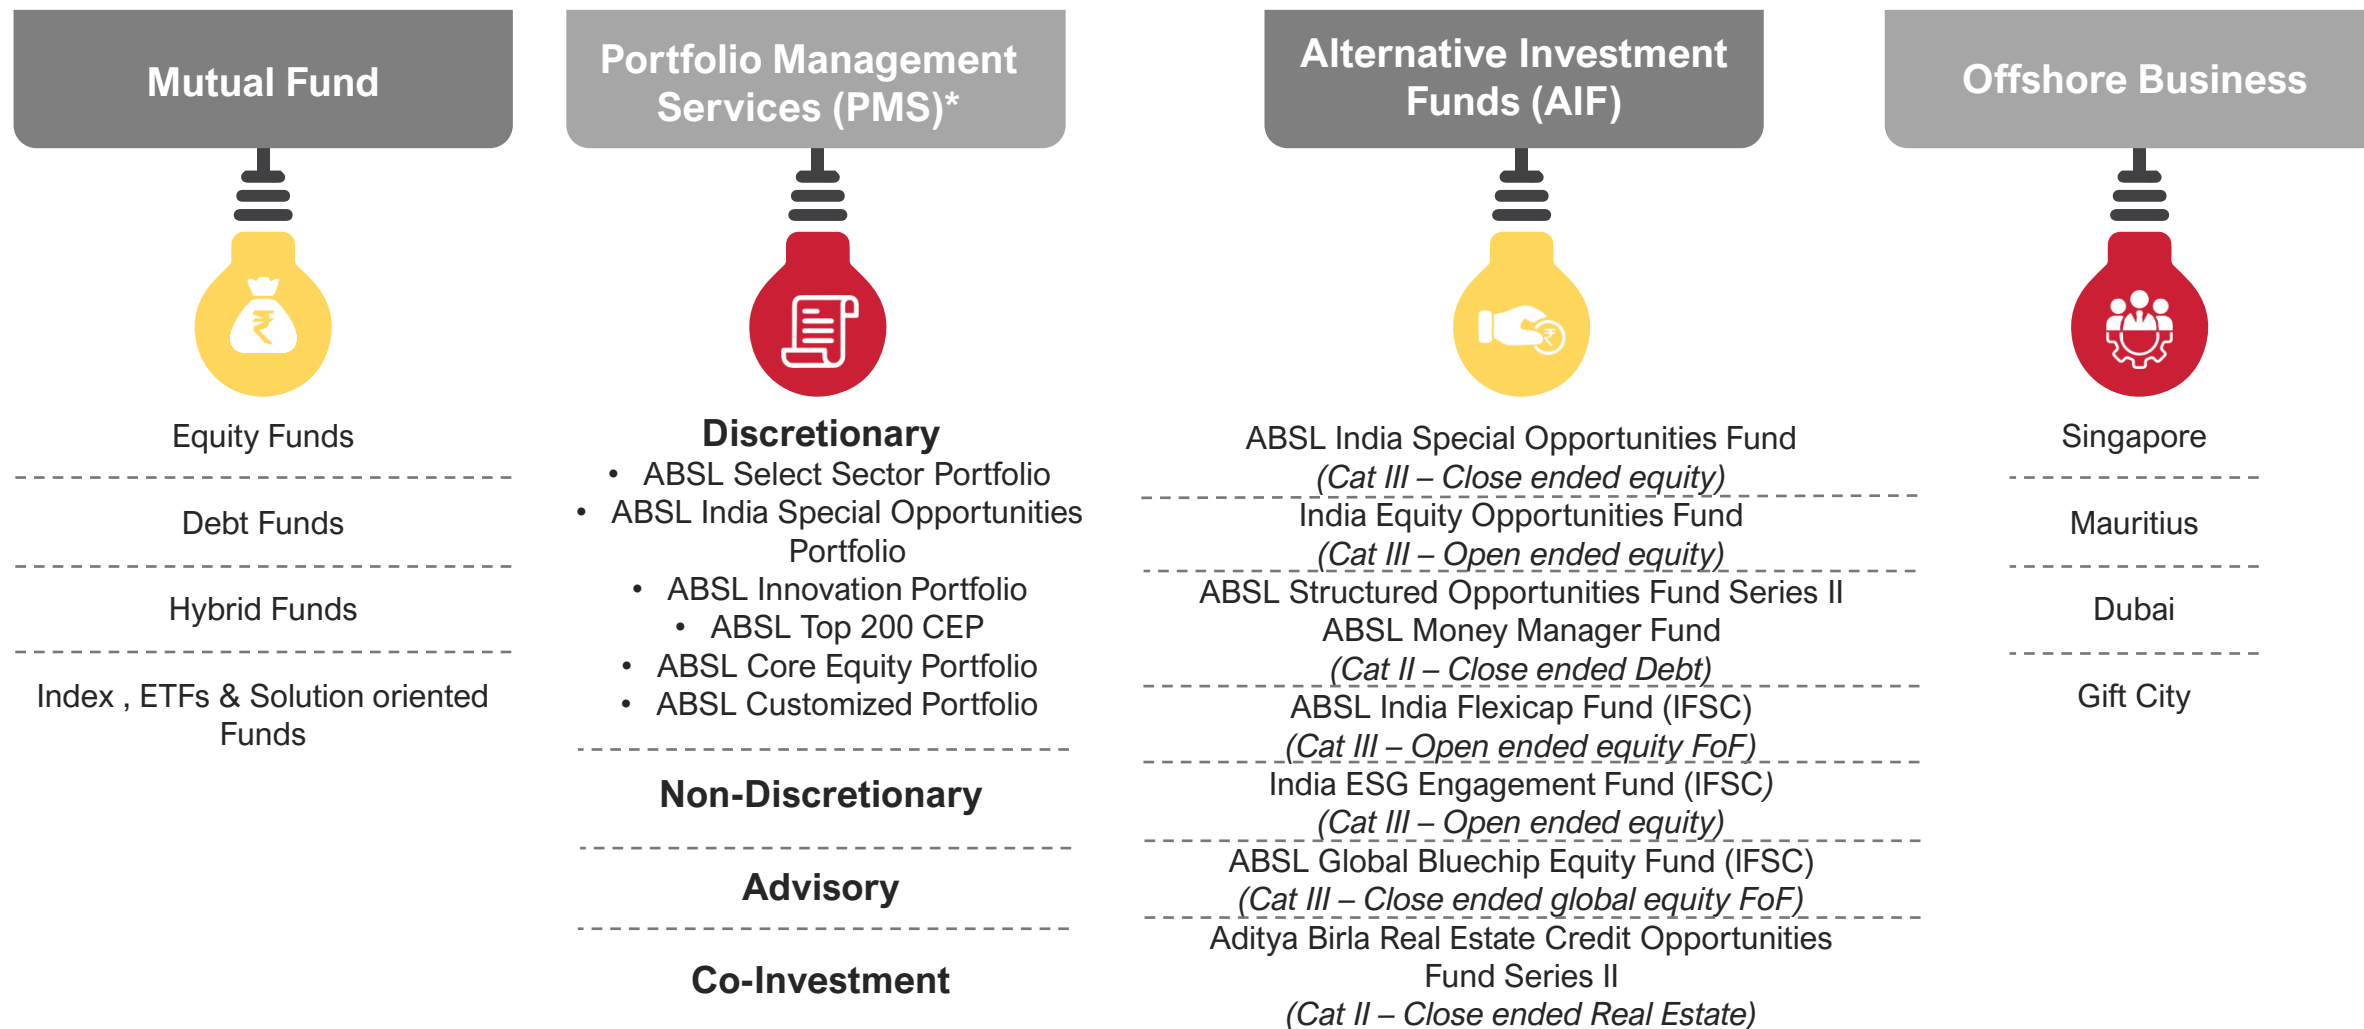 Mutual Fund
Equity Funds
Debt Funds
Hybrid Funds
Index , ETFs & Solution oriented
Funds
Portfolio Management
Services (PMS)*
Discretionary
• ABSL Select Sector Portfolio
• ABSL India Special Opportunities
Portfolio
• ABSL Innovation Portfolio
• ABSL Top 200 CEP
• ABSL Core Equity Portfolio
• ABSL Customized Portfolio
Non-Discretionary
Advisory
Co-Investment
Alternative Investment
Funds (AIF)
ABSL India Special Opportunities Fund
(Cat III – Close ended equity)
India Equity Opportunities Fund
(Cat III – Open ended equity)
ABSL Structured Opportunities Fund Series II
ABSL Money Manager Fund
(Cat II – Close ended Debt)
ABSL India Flexicap Fund (IFSC)
(Cat III – Open ended equity FoF)
India ESG Engagement Fund (IFSC)
(Cat III – Open ended equity)
ABSL Global Bluechip Equity Fund (IFSC)
(Cat III – Close ended global equity FoF)
Aditya Birla Real Estate Credit Opportunities
Fund Series II
(Cat II – Close ended Real Estate)
Offshore Business
Singapore
Mauritius
Dubai
Gift City